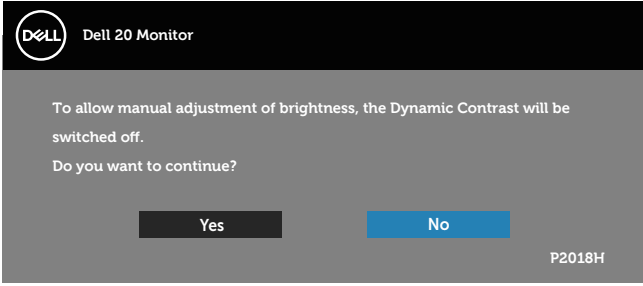 DELL
Dell 20 Monitor
To allow manual adjustment of brightness, the Dynamic Contrast will be
switched off.
Do you want to continue?
Yes
No
P2018H